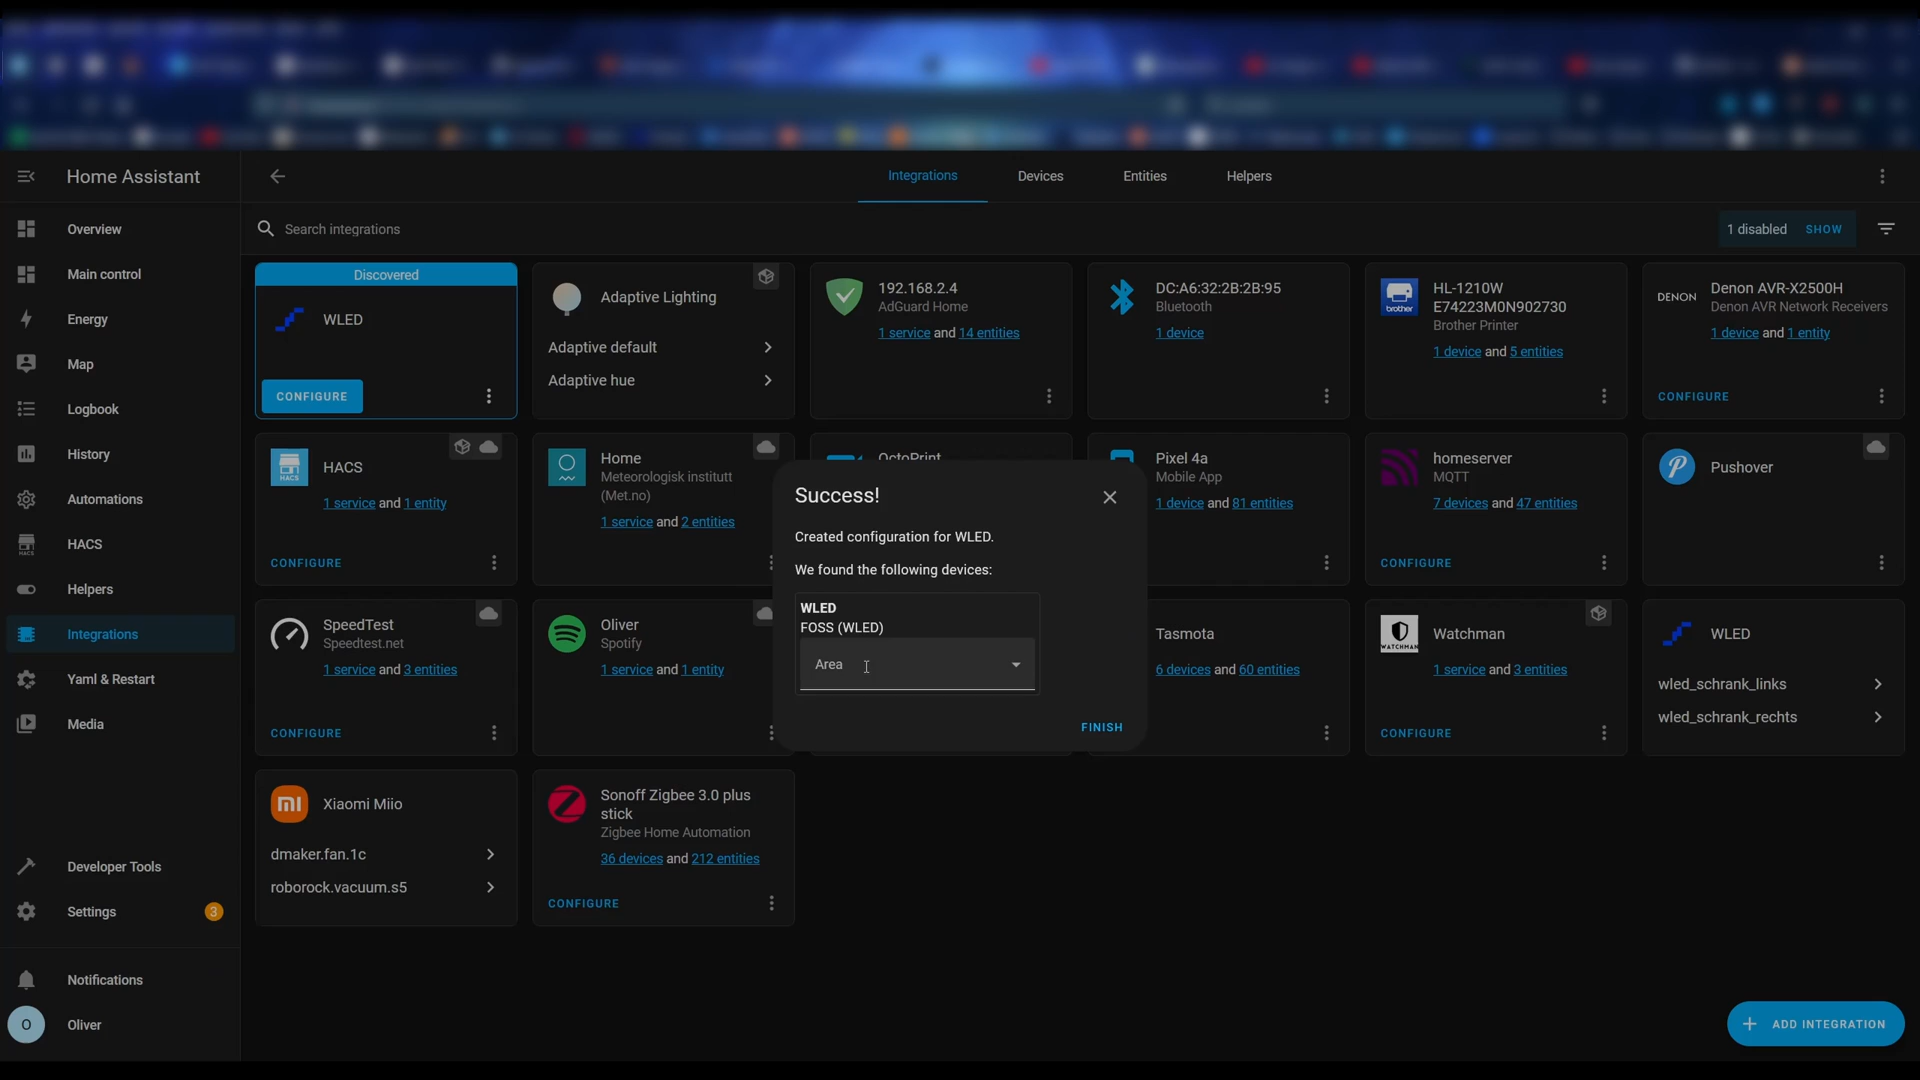 Home Assistant
Integrations
Devices
Entities
Helpers
Search integrations
1 disabled
SHOW
Overview
Main control
Energy
Map
Logbook
History
Automations
HACS
Helpers
Integrations
Yaml & Restart
Media
Developer Tools
Settings
3
Notifications
O
Oliver
Discovered
WLED
CONFIGURE
Adaptive Lighting
Adaptive default
Adaptive hue
192.168.2.4
AdGuard Home
1 service and 14 entities
DC:A6:32:2B:2B:95
Bluetooth
1 device
brother
HL-1210W
E74223M0N902730
Brother Printer
1 device and 5 entities
DENON
Denon AVR-X2500H
Denon AVR Network Receivers
1 device and 1 entity
CONFIGURE
HACS
HACS
1 service and 1 entity
CONFIGURE
Home
Meteorologisk institutt
(Met.no)
1 service and 2 entities
OctoPrint
Pixel 4a
Mobile App
1 device and 81 entities
homeserver
MQTT
7 devices and 47 entities
CONFIGURE
Pushover
Success!
Created configuration for WLED.
We found the following devices:
WLED
FOSS (WLED)
Area
FINISH
SpeedTest
Speedtest.net
1 service and 3 entities
CONFIGURE
Oliver
Spotify
1 service and 1 entity
Tasmota
6 devices and 60 entities
WATCHMAN
Watchman
1 service and 3 entities
CONFIGURE
WLED
wled_schrank_links
wled_schrank_rechts
Xiaomi Miio
dmaker.fan.1c
roborock.vacuum.s5
Sonoff Zigbee 3.0 plus
stick
Zigbee Home Automation
36 devices and 212 entities
CONFIGURE
ADD INTEGRATION